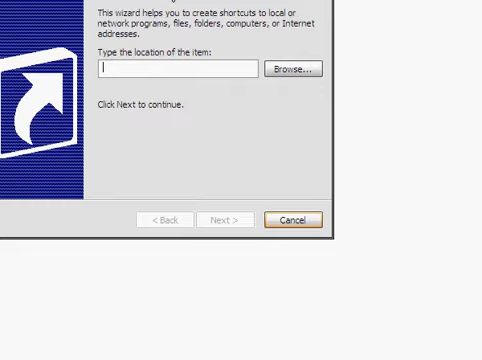 This wizard helps you to create shortcuts to local or
network programs, files, folders, computers, or Internet
addresses.
Type the location of the item:
Browse...
Click Next to continue.
< Back
Next >
Cancel